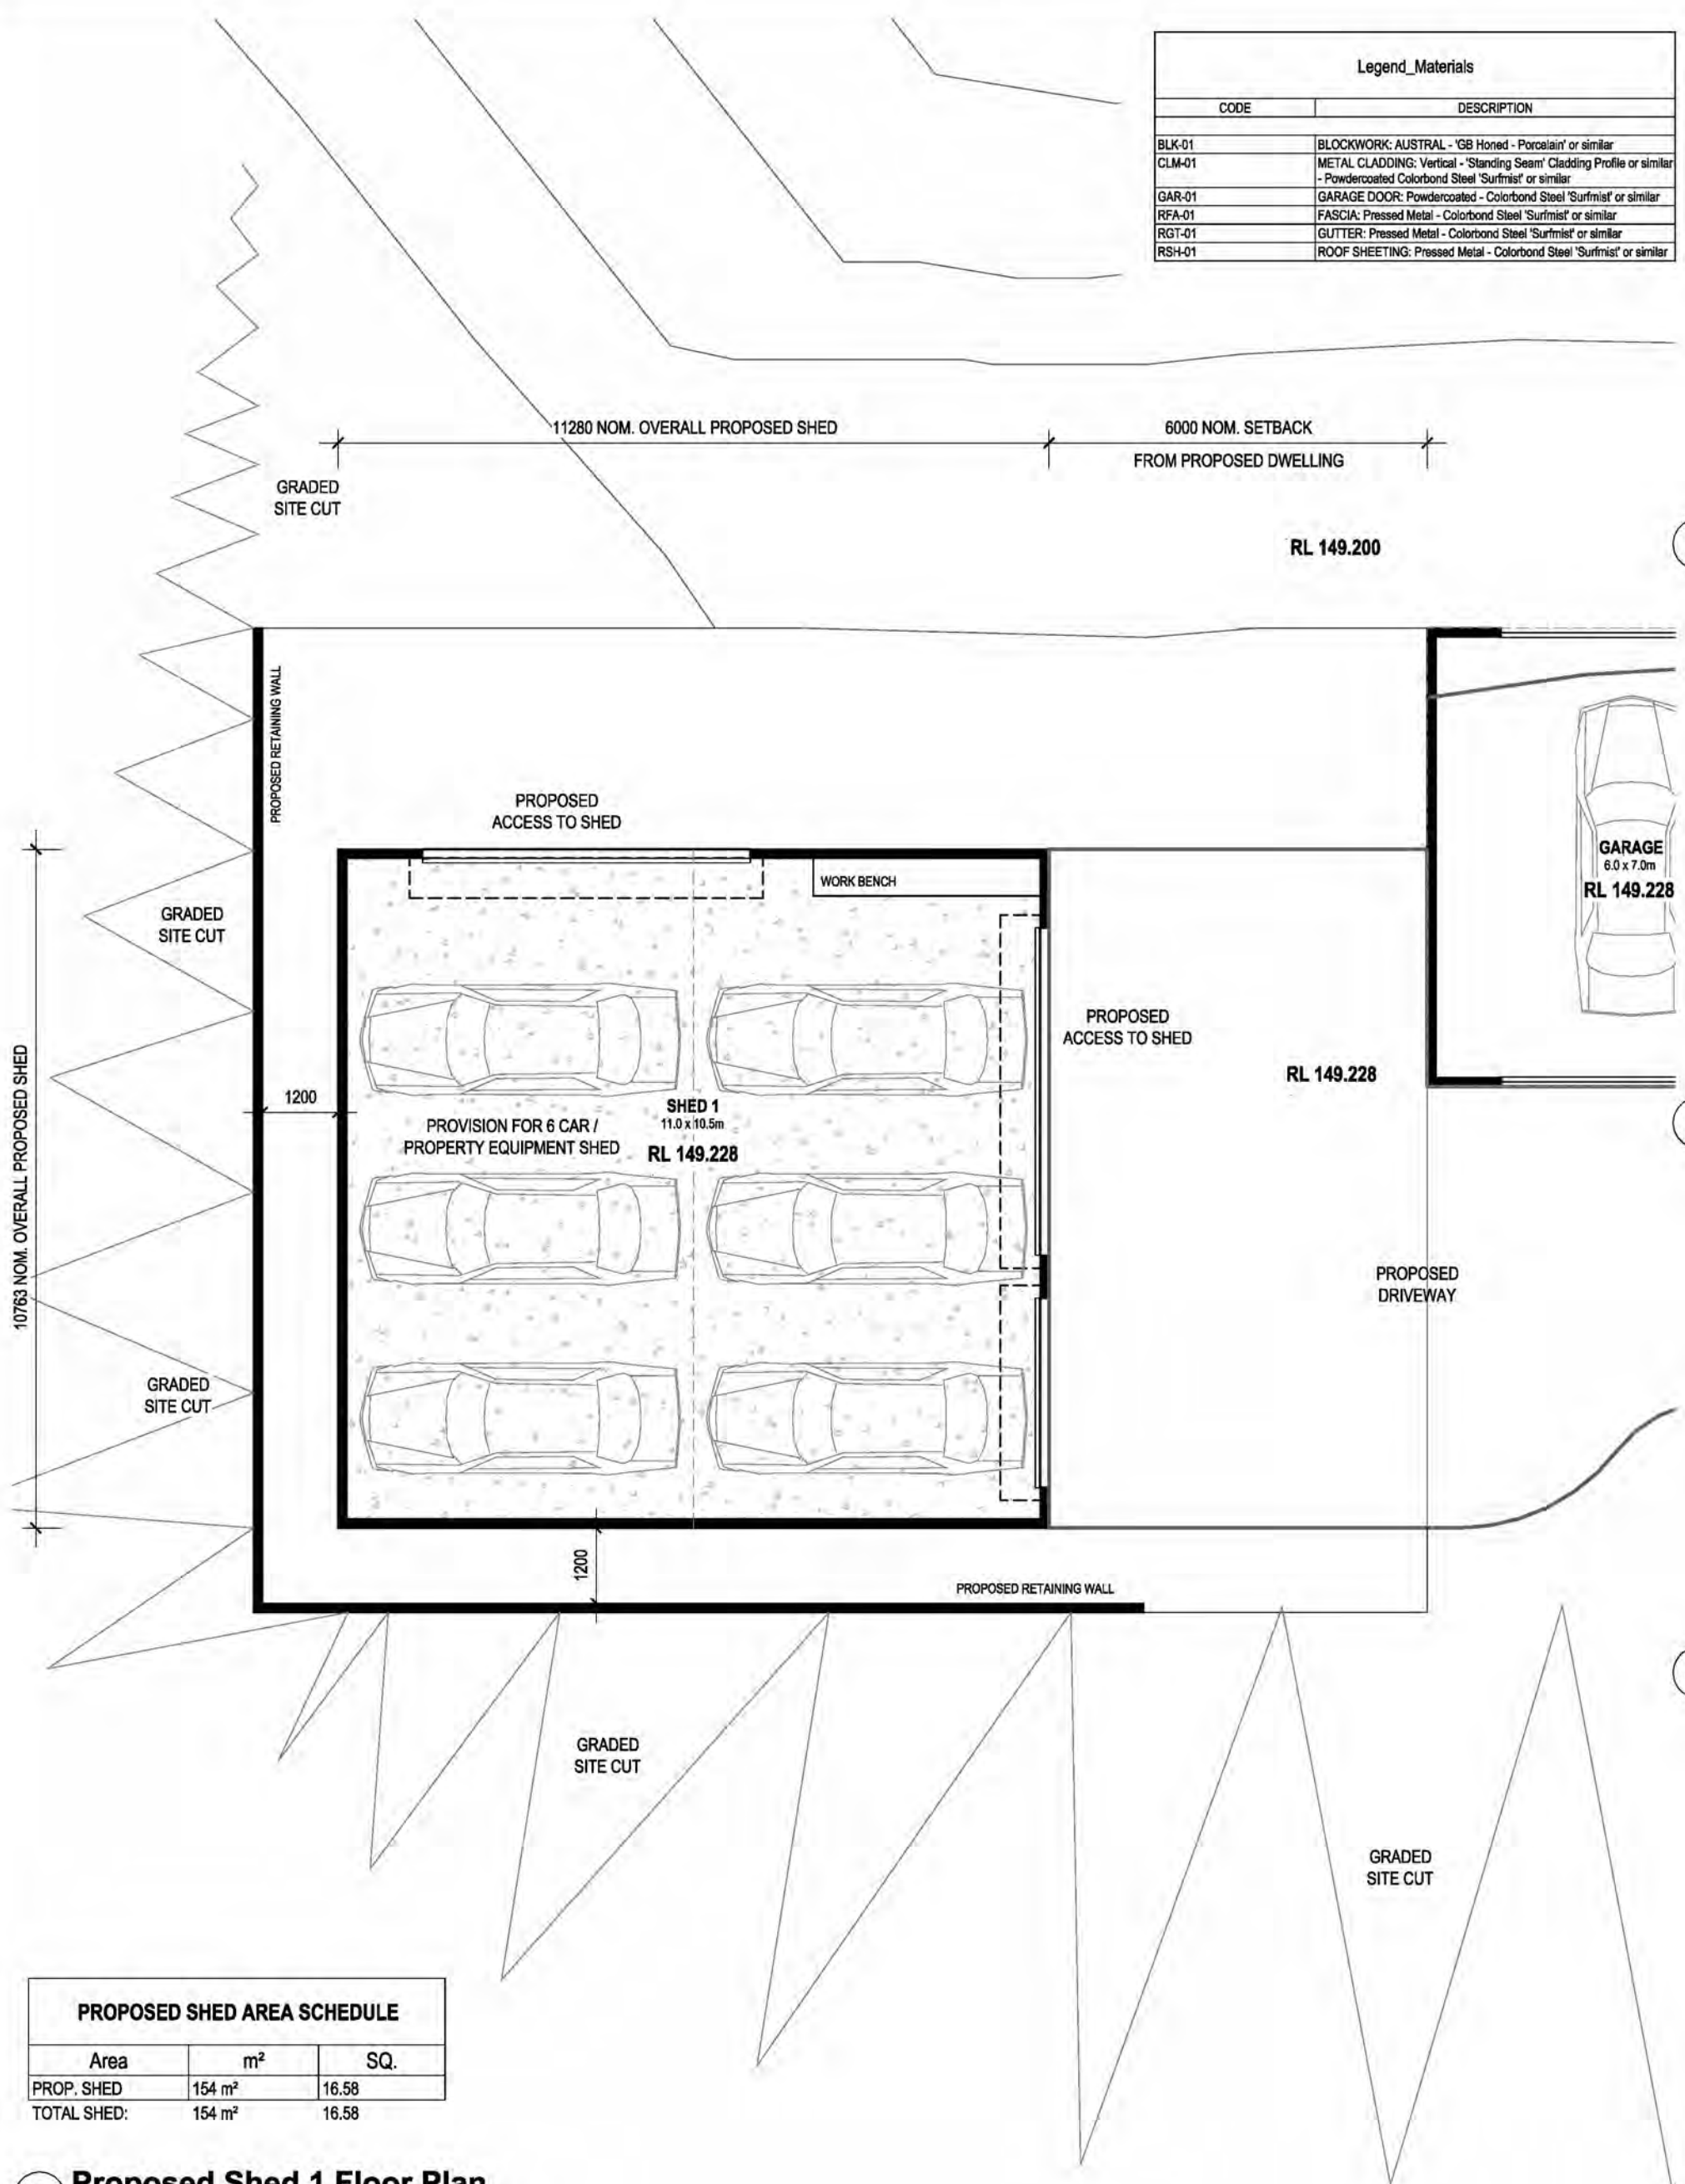 Legend_Materials
CODE DESCRIPTION
BLK-01 BLOCKWORK: AUSTRAL - 'GB Honed - Porcelain' or similar
CLM-01 METAL CLADDING: Vertical - 'Standing Seam' Cladding Profile or similar
- Powdercoated Colorbond Steel 'Surfmist' or similar
GAR-01 GARAGE DOOR: Powdercoated - Colorbond Steel 'Surfmist' or similar
RFA-01 FASCIA: Pressed Metal - Colorbond Steel 'Surfmist' or similar
RGT-01 GUTTER: Pressed Metal - Colorbond Steel 'Surfmist' or similar
RSH-01 ROOF SHEETING: Pressed Metal - Colorbond Steel 'Surfmist' or similar
11280 NOM. OVERALL PROPOSED SHED
6000 NOM. SETBACK
FROM PROPOSED DWELLING
GRADED
SITE CUT
RL 149.200
PROPOSED RETAINING WALL
PROPOSED
ACCESS TO SHED
WORK BENCH
GARAGE
6.0 x 7.0m
RL 149.228
GRADED
SITE CUT
PROPOSED
ACCESS TO SHED
RL 149.228
10763 NOM. OVERALL PROPOSED SHED
1200
PROVISION FOR 6 CAR /
PROPERTY EQUIPMENT SHED
SHED 1
11.0 x 10.5m
RL 149.228
PROPOSED
DRIVEWAY
GRADED
SITE CUT
1200
PROPOSED RETAINING WALL
GRADED
SITE CUT
GRADED
SITE CUT
PROPOSED SHED AREA SCHEDULE
Area m² SQ.
PROP. SHED 154 m² 16.58
TOTAL SHED: 154 m² 16.58
Proposed Shed 1 Floor Plan